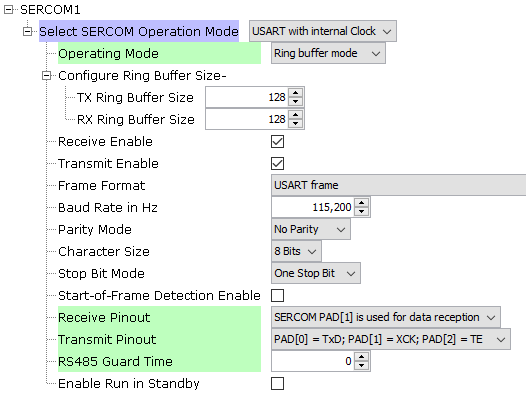 SERCOM1
Select SERCOM Operation Mode USART with internal Clock
Operating Mode Ring buffer mode
Configure Ring Buffer Size-
TX Ring Buffer Size 128
RX Ring Buffer Size 128
Receive Enable
Transmit Enable
Frame Format USART frame
Baud Rate in Hz 115,200
Parity Mode No Parity
Character Size 8 Bits
Stop Bit Mode One Stop Bit
Start-of-Frame Detection Enable
Receive Pinout SERCOM PAD[1] is used for data reception
Transmit Pinout PAD[0] = TxD; PAD[1] = XCK; PAD[2] = TE
RS485 Guard Time 0
Enable Run in Standby